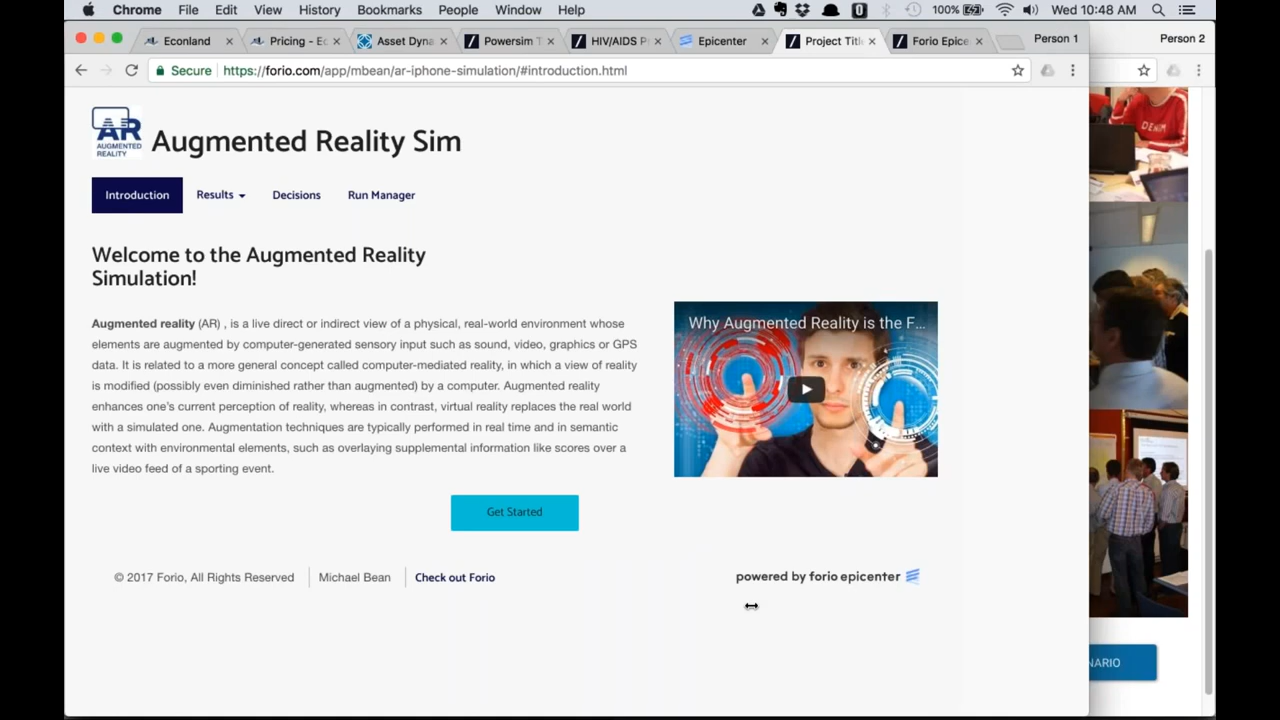 Chrome File Edit View History Bookmarks People Window Help 100% Wed 10:48 AM
Econland Pricing - Ec Asset Dyna Powersim T HIV/AIDS P Epicenter Project Title Forio Epice Person 1 Person 2
Secure https://forio.com/app/mbean/ar-iphone-simulation/#introduction.html
AR
AUGMENTED
REALITY
Augmented Reality Sim
Introduction Results Decisions Run Manager
Welcome to the Augmented Reality
Simulation!
Augmented reality (AR) , is a live direct or indirect view of a physical, real-world environment whose
elements are augmented by computer-generated sensory input such as sound, video, graphics or GPS
data. It is related to a more general concept called computer-mediated reality, in which a view of reality
is modified (possibly even diminished rather than augmented) by a computer. Augmented reality
enhances one's current perception of reality, whereas in contrast, virtual reality replaces the real world
with a simulated one. Augmentation techniques are typically performed in real time and in semantic
context with environmental elements, such as overlaying supplemental information like scores over a
live video feed of a sporting event.
Why Augmented Reality is the F...
DENIM
Get Started
© 2017 Forio, All Rights Reserved Michael Bean Check out Forio
powered by forio epicenter
NARIO